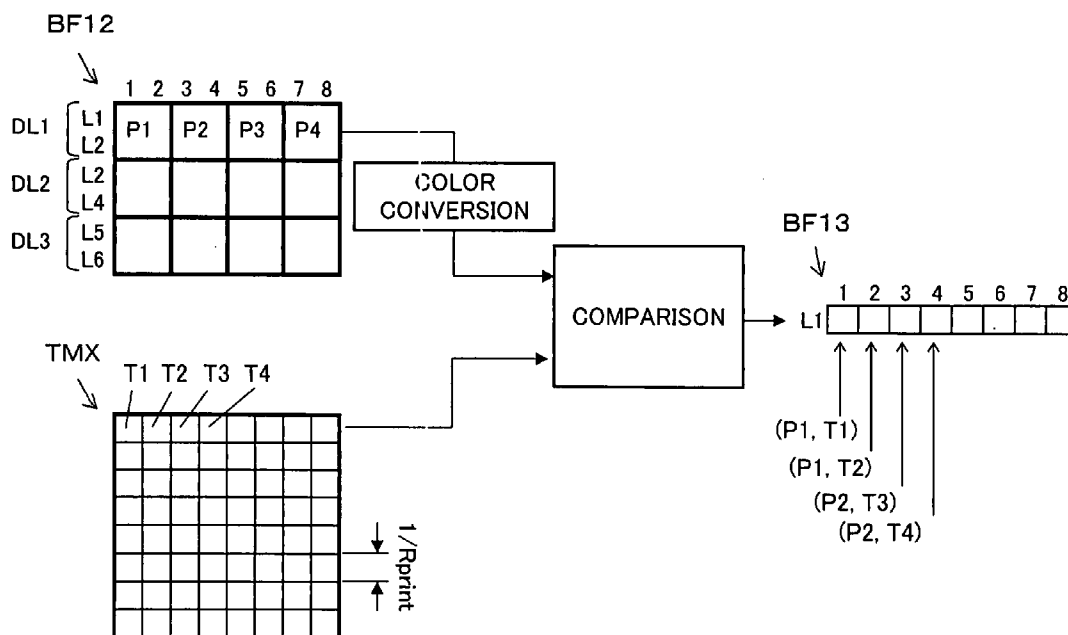 BF12
1 2 3 4 5 6 7 8
DL1 L1 P1 P2 P3 P4
L2
DL2 L2
L4
DL3 L5
L6
COLOR
CONVERSION
BF13
COMPARISON
1 2 3 4 5 6 7 8
L1
TMX
T1 T2 T3 T4
(P1, T1)
(P1, T2)
(P2, T3)
(P2, T4)
1/Rprint